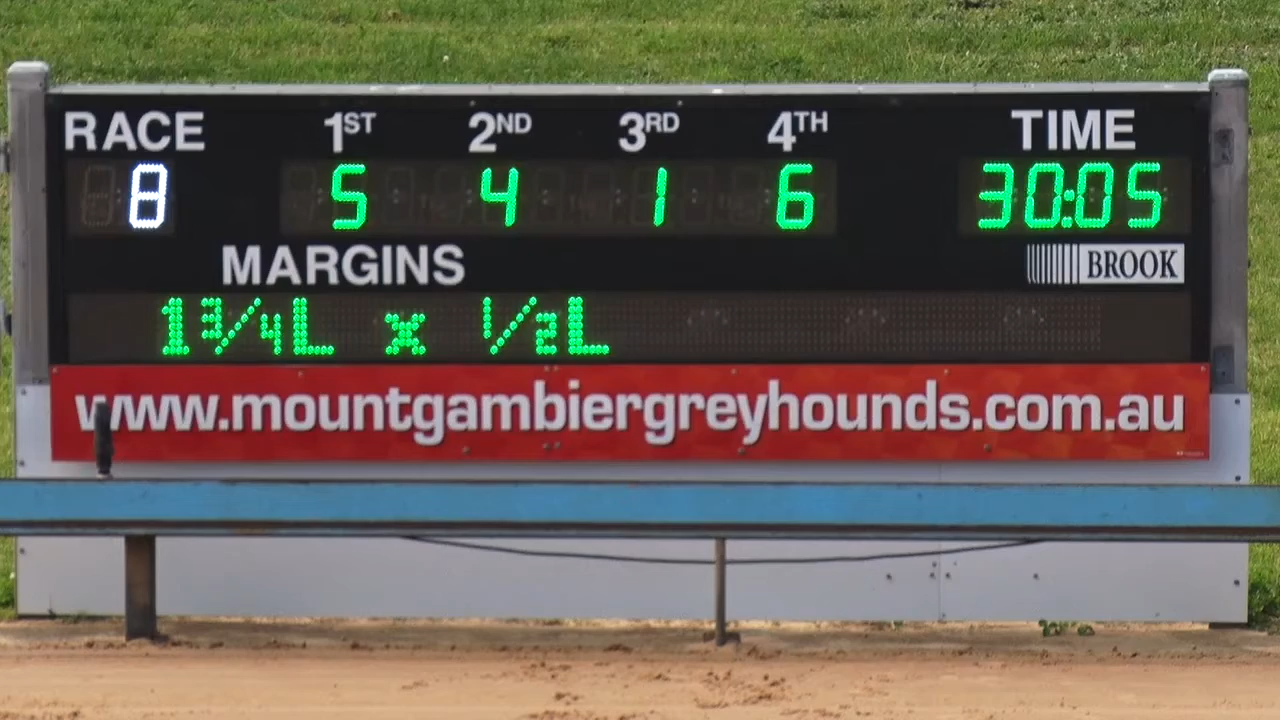 RACE 1ST 2ND 3RD 4TH TIME
8 5 4 1 6 30:05
MARGINS BROOK
1¾L x ½L
www.mountgambiergreyhounds.com.au